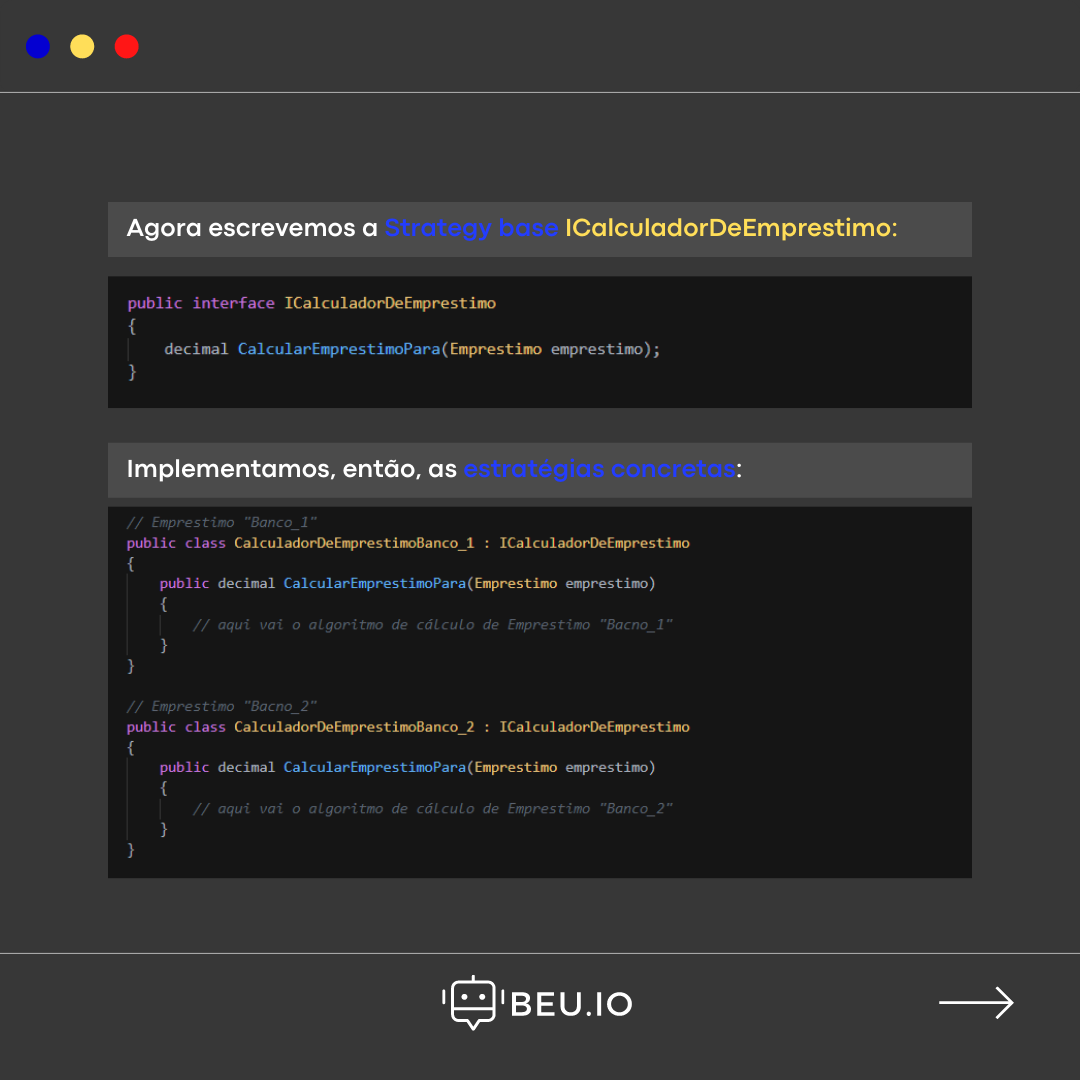 Agora escrevemos a Strategy base ICalculadorDeEmprestimo:
public interface ICalculadorDeEmprestimo
{
    decimal CalcularEmprestimoPara(Emprestimo emprestimo);
}
Implementamos, então, as estratégias concretas:
// Emprestimo "Banco_1"
public class CalculadorDeEmprestimoBanco_1 : ICalculadorDeEmprestimo
{
    public decimal CalcularEmprestimoPara(Emprestimo emprestimo)
    {
        // aqui vai o algoritmo de cálculo de Emprestimo "Bacno_1"
    }
}
// Emprestimo "Bacno_2"
public class CalculadorDeEmprestimoBanco_2 : ICalculadorDeEmprestimo
{
    public decimal CalcularEmprestimoPara(Emprestimo emprestimo)
    {
        // aqui vai o algoritmo de cálculo de Emprestimo "Banco_2"
    }
}
BEU.IO